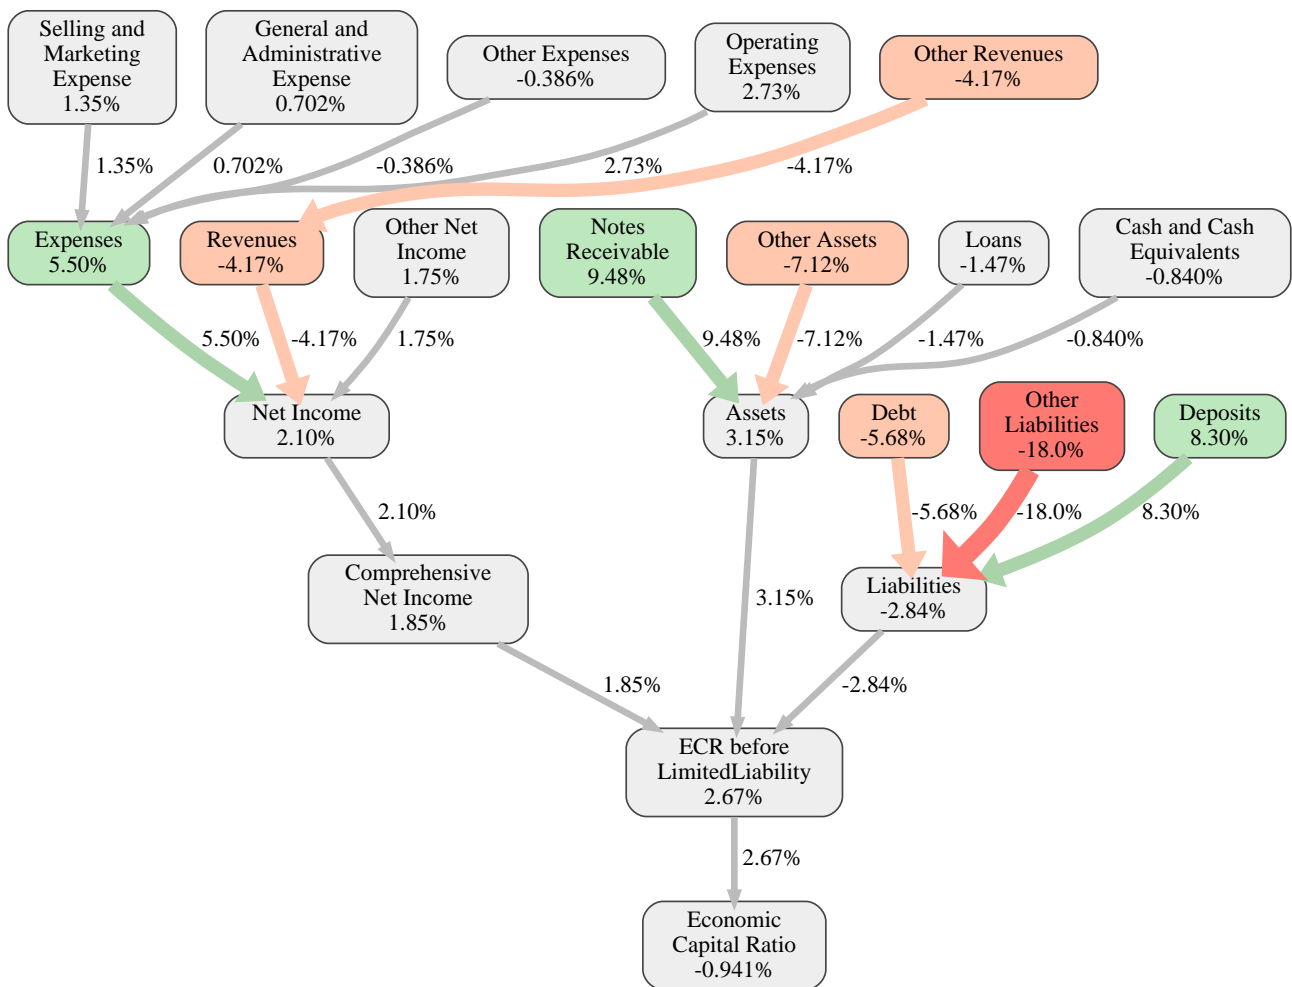 Selling and
Marketing
Expense
1.35%
General and
Administrative
Expense
0.702%
Other Expenses
-0.386%
Operating
Expenses
2.73%
Other Revenues
-4.17%
1.35%
0.702%
-0.386%
2.73%
-4.17%
Expenses
5.50%
Revenues
-4.17%
Other Net
Income
1.75%
Notes
Receivable
9.48%
Other Assets
-7.12%
Loans
-1.47%
Cash and Cash
Equivalents
-0.840%
5.50%
-4.17%
1.75%
9.48%
-7.12%
-1.47%
-0.840%
Net Income
2.10%
Assets
3.15%
Debt
-5.68%
Other
Liabilities
-18.0%
Deposits
8.30%
2.10%
-5.68%
-18.0%
8.30%
Comprehensive
Net Income
1.85%
3.15%
Liabilities
-2.84%
1.85%
-2.84%
ECR before
LimitedLiability
2.67%
2.67%
Economic
Capital Ratio
-0.941%